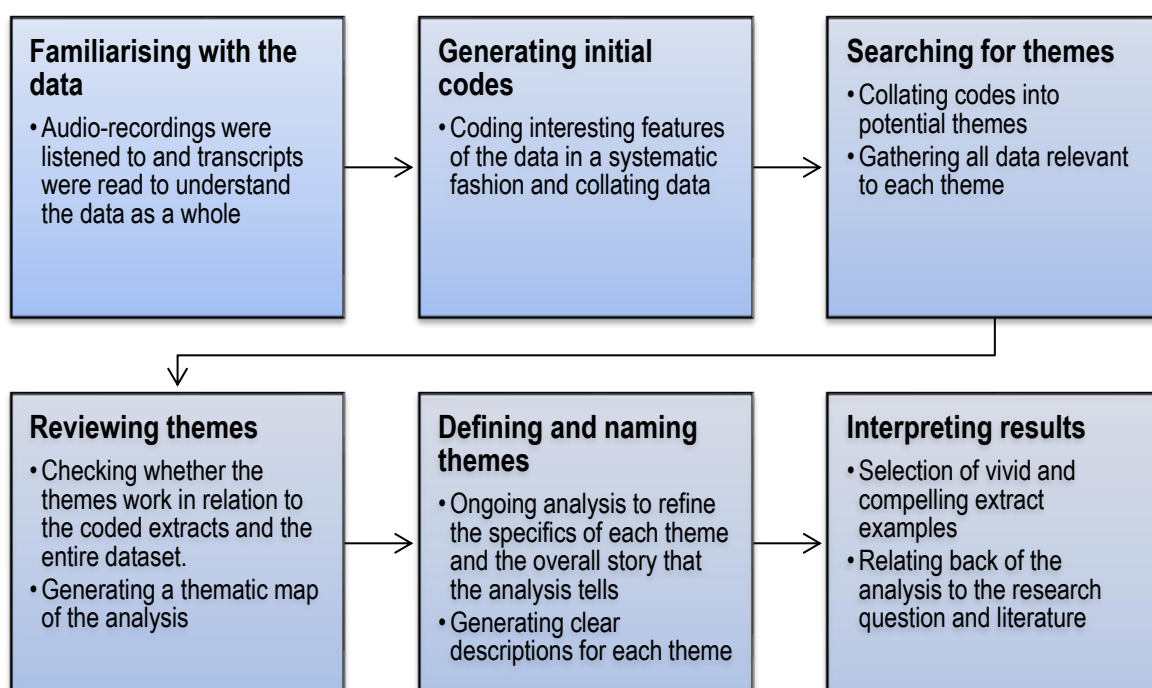 Familiarising with the
data
• Audio-recordings were
listened to and transcripts
were read to understand
the data as a whole
Generating initial
codes
• Coding interesting features
of the data in a systematic
fashion and collating data
Searching for themes
• Collating codes into
potential themes
• Gathering all data relevant
to each theme
Reviewing themes
• Checking whether the
themes work in relation to
the coded extracts and the
entire dataset.
• Generating a thematic map
of the analysis
Defining and naming
themes
• Ongoing analysis to refine
the specifics of each theme
and the overall story that
the analysis tells
• Generating clear
descriptions for each theme
Interpreting results
• Selection of vivid and
compelling extract
examples
• Relating back of the
analysis to the research
question and literature